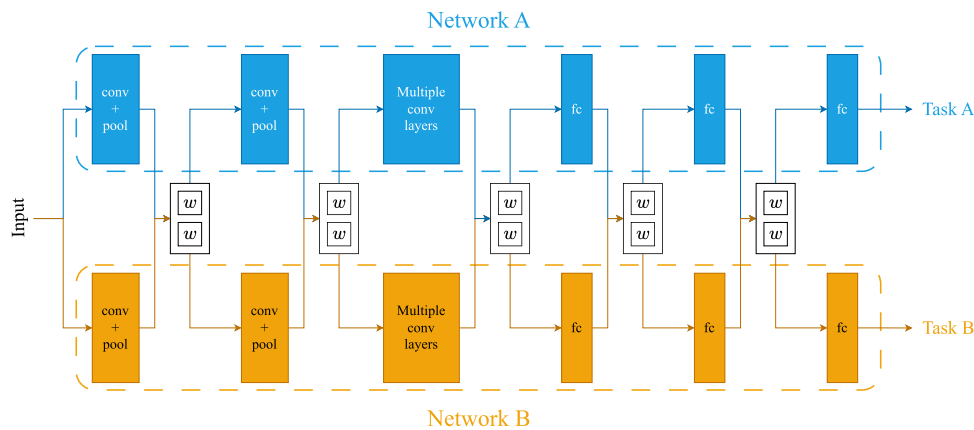 Network A
conv
+
pool
conv
+
pool
Multiple
conv
layers
fc
fc
fc
Task A
Input
w
w
w
w
w
w
w
w
w
w
conv
+
pool
conv
+
pool
Multiple
conv
layers
fc
fc
fc
Task B
Network B